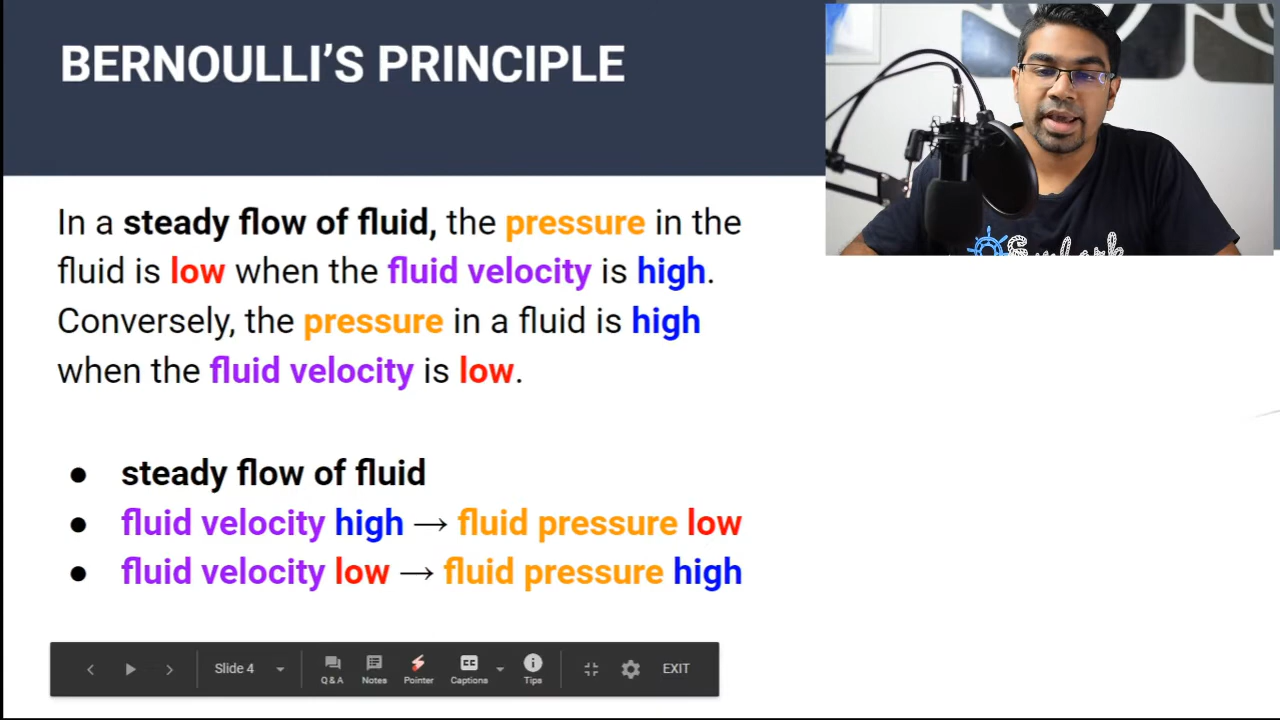 BERNOULLI’S PRINCIPLE
In a steady flow of fluid, the pressure in the
fluid is low when the fluid velocity is high.
Conversely, the pressure in a fluid is high
when the fluid velocity is low.
● steady flow of fluid
● fluid velocity high → fluid pressure low
● fluid velocity low → fluid pressure high
Slide 4
Q & A Notes Pointer CC Captions Tips EXIT